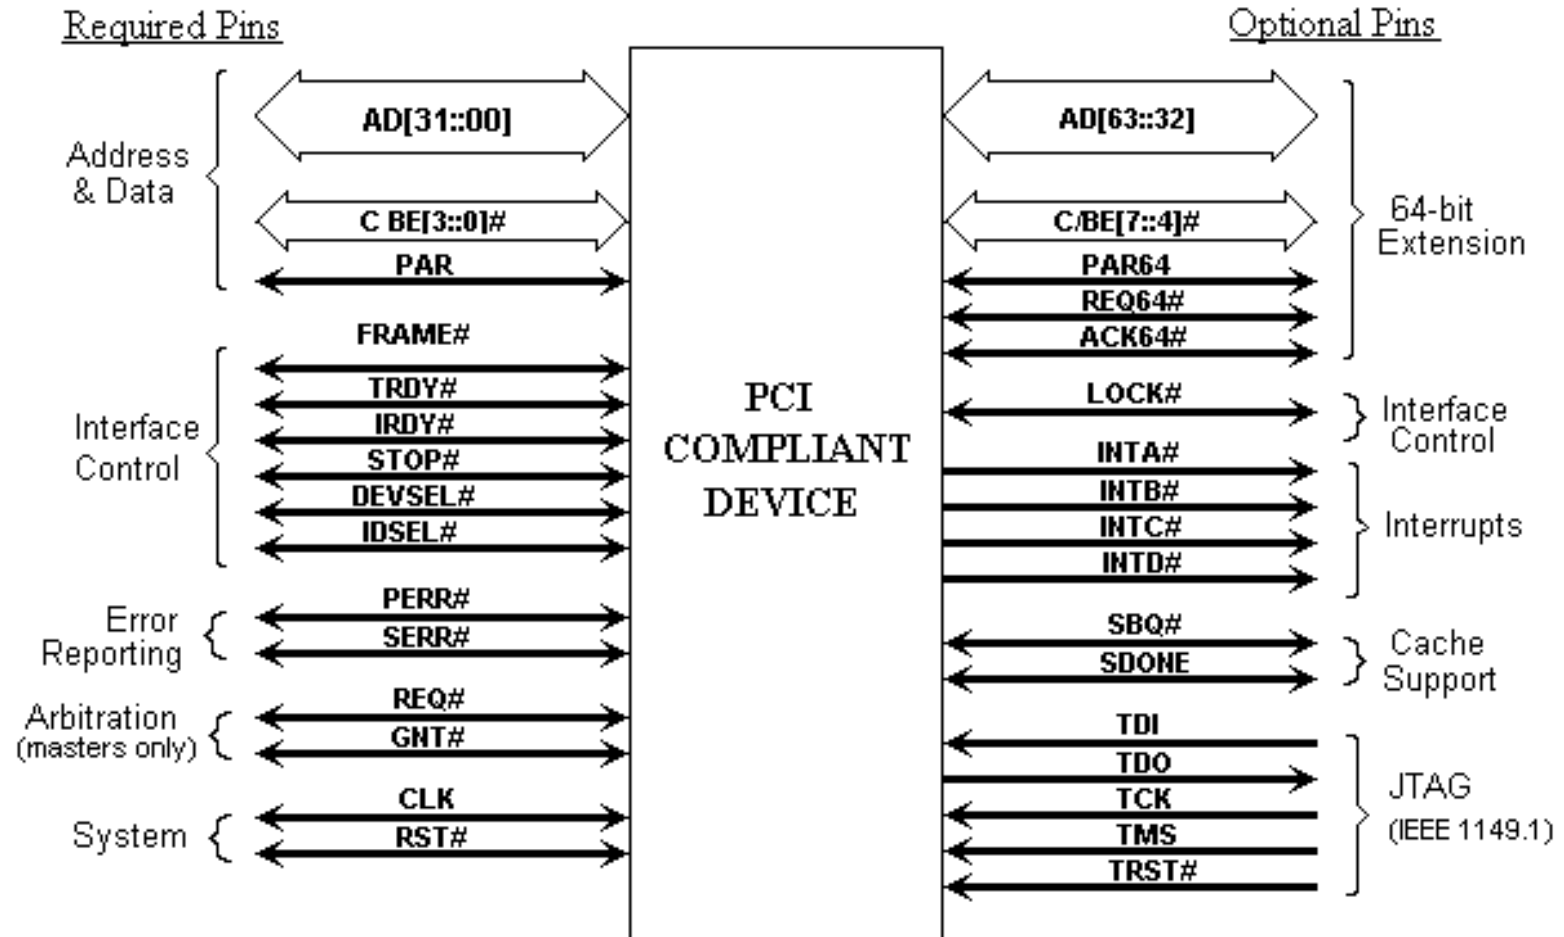 Required Pins
Optional Pins
Address
& Data
AD[31::00]
C BE[3::0]#
PAR
Interface
Control
FRAME#
TRDY#
IRDY#
STOP#
DEVSEL#
IDSEL#
Error
Reporting
PERR#
SERR#
Arbitration
(masters only)
REQ#
GNT#
System
CLK
RST#
PCI
COMPLIANT
DEVICE
AD[63::32]
C/BE[7::4]#
PAR64
REQ64#
ACK64#
64-bit
Extension
LOCK#
Interface
Control
INTA#
INTB#
INTC#
INTD#
Interrupts
SBQ#
SDONE
Cache
Support
TDI
TDO
TCK
TMS
TRST#
JTAG
(IEEE 1149.1)